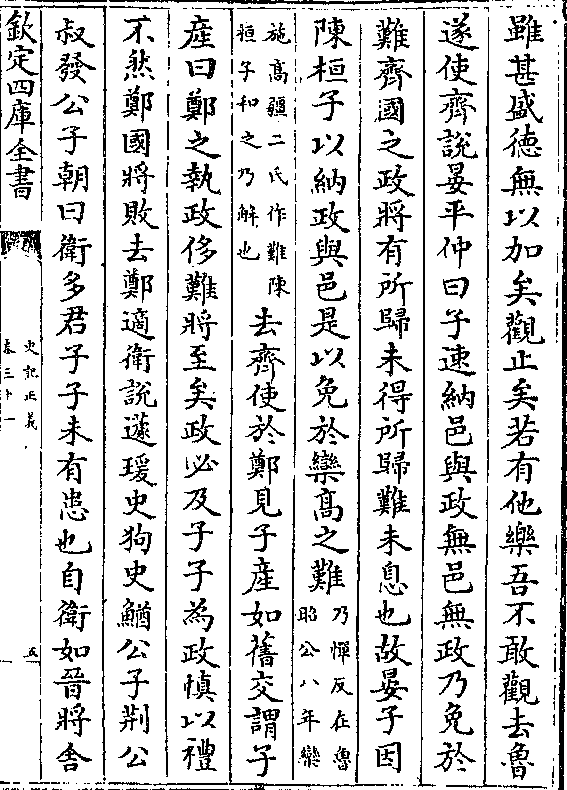 雖甚盛德無以加矣觀止矣若有他樂吾不敢觀去魯
遂使齊說晏平仲曰子速納邑與政無邑無政乃免於
難齊國之政將有所歸未得所歸難未息也故晏子因
陳桓子以納政與邑是以免於欒髙之難乃憚反在魯昭公八年欒
施髙疆二氏作難陳桓子和之乃解也去齊使於鄭見子產如舊交謂子
產曰鄭之執政侈難將至矣政必及子子為政慎以禮
不然鄭國將敗去鄭適衛說蘧瑗史狗史鰌公子荆公
叔發公子朝曰衛多君子子未有患也自衛如晉將舍
欽定四庫全書
史記正義
卷三十一
五